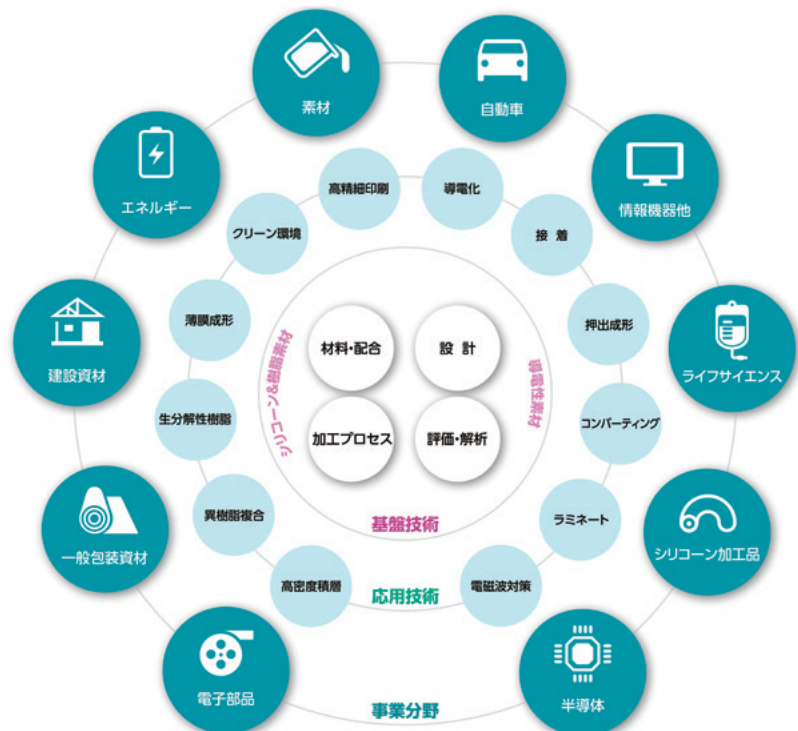 素材
自動車
エネルギー
情報機器他
高精細印刷
導電化
クリーン環境
接 着
薄膜成形
押出成形
建設資材
ライフサイエンス
材料・配合
設 計
シリコーン&樹脂素材
導電性素材
生分解性樹脂
コンバーティング
加工プロセス
評価・解析
異樹脂複合
ラミネート
基盤技術
一般包装資材
シリコーン加工品
高密度積層
電磁波対策
応用技術
電子部品
半導体
事業分野